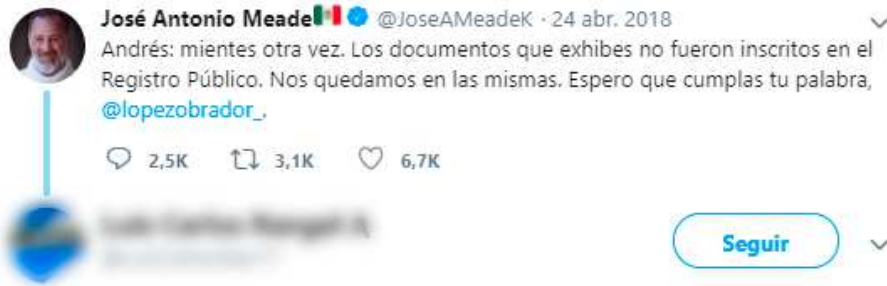 José Antonio Meade @JoseAMeadeK · 24 abr. 2018
Andrés: mientes otra vez. Los documentos que exhibes no fueron inscritos en el
Registro Público. Nos quedamos en las mismas. Espero que cumplas tu palabra,
@lopezobrador_.
2,5K 3,1K 6,7K
Seguir